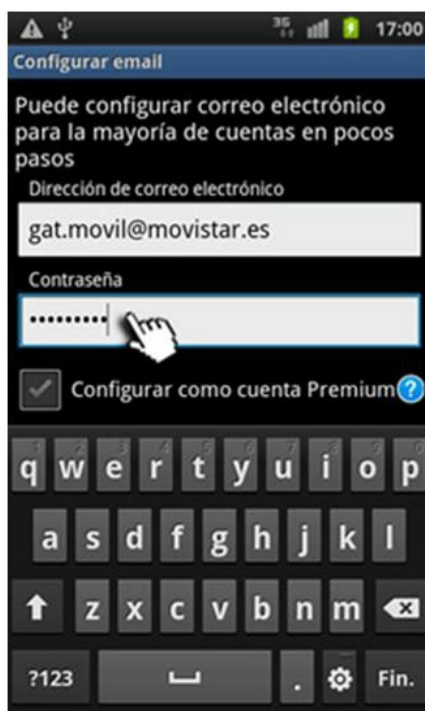 3G 17:00
Configurar email
Puede configurar correo electrónico
para la mayoría de cuentas en pocos
pasos
Dirección de correo electrónico
gat.movil@movistar.es
Contraseña
•••••••••
Configurar como cuenta Premium ?
q w e r t y u i o p
a s d f g h j k l
z x c v b n m
?123 . Fin.